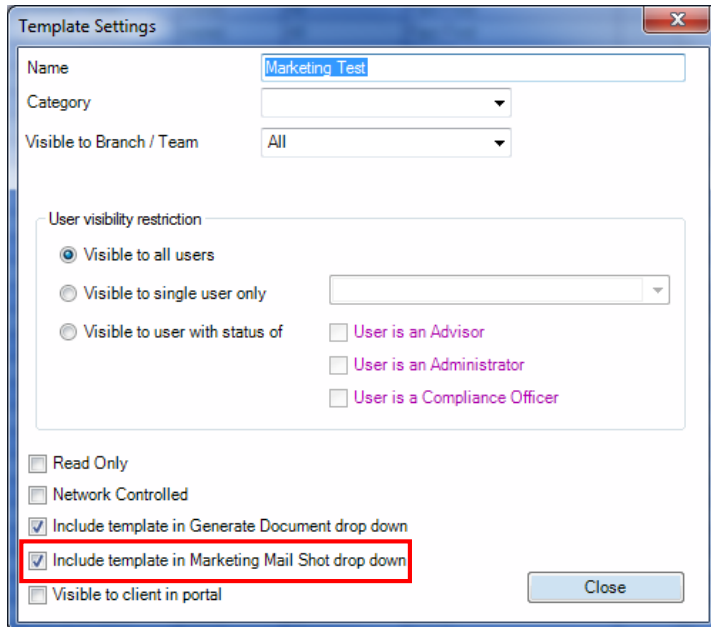 Template Settings
Name Marketing Test
Category
Visible to Branch / Team All
User visibility restriction
Visible to all users
Visible to single user only
Visible to user with status of User is an Advisor
User is an Administrator
User is a Compliance Officer
Read Only
Network Controlled
Include template in Generate Document drop down
Include template in Marketing Mail Shot drop down
Visible to client in portal
Close